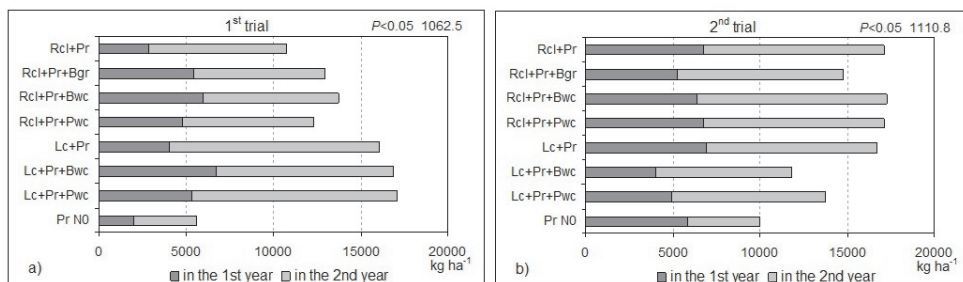 1st trial
P<0.05 1062.5
Rcl+Pr
Rcl+Pr+Bgr
Rcl+Pr+Bwc
Rcl+Pr+Pwc
Lc+Pr
Lc+Pr+Bwc
Lc+Pr+Pwc
Pr N0
0 5000 10000 15000 20000
kg ha-1
a)
in the 1st year in the 2nd year
2nd trial
P<0.05 1110.8
Rcl+Pr
Rcl+Pr+Bgr
Rcl+Pr+Bwc
Rcl+Pr+Pwc
Lc+Pr
Lc+Pr+Bwc
Lc+Pr+Pwc
Pr N0
0 5000 10000 15000 20000
kg ha-1
b)
in the 1st year in the 2nd year